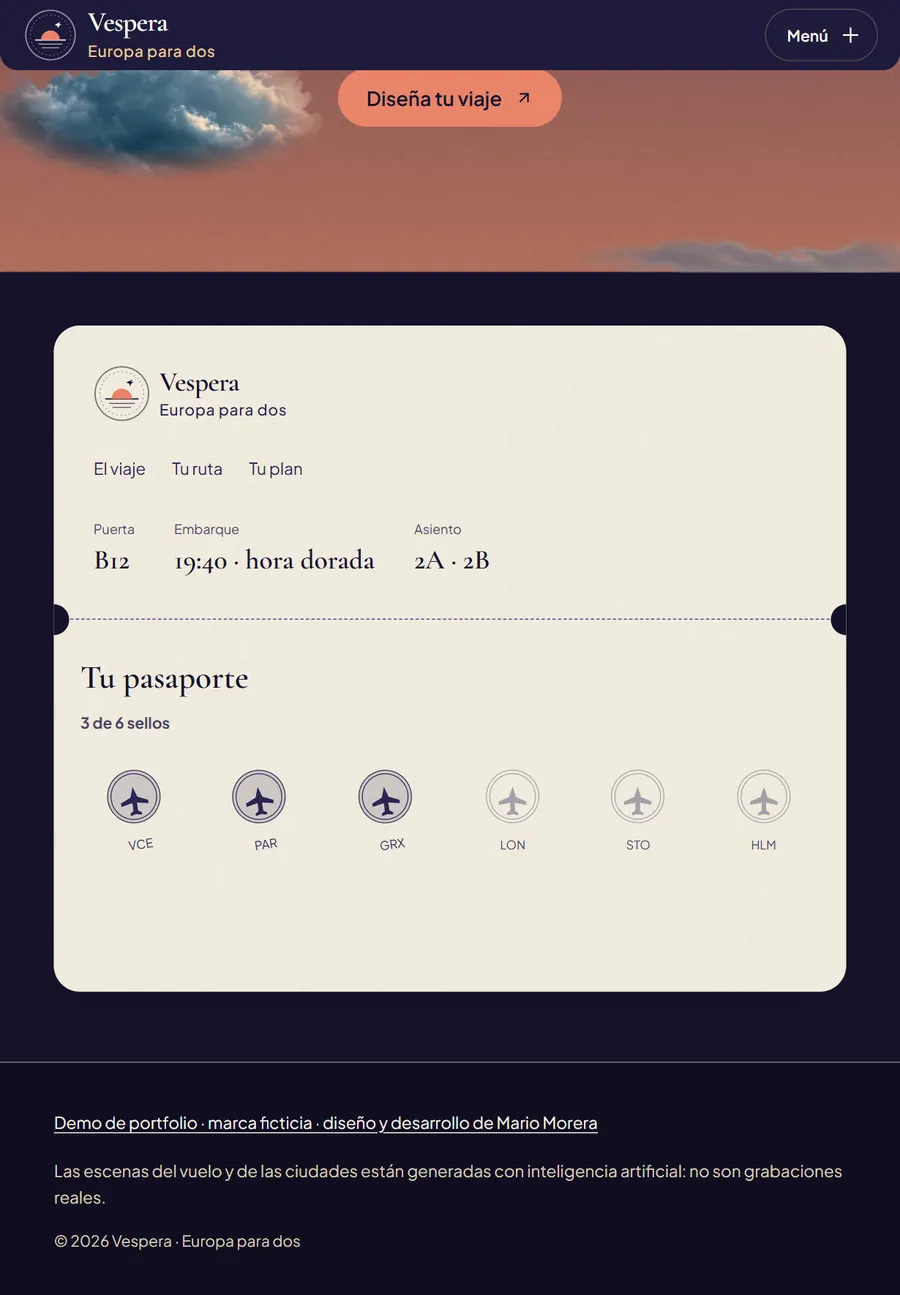 Vespera
Europa para dos
Menú
Diseña tu viaje
Vespera
Europa para dos
El viaje Tu ruta Tu plan
Puerta Embarque Asiento
B12 19:40 · hora dorada 2A · 2B
Tu pasaporte
3 de 6 sellos
VCE PAR GRX LON STO HLM
Demo de portfolio · marca ficticia · diseño y desarrollo de Mario Morera
Las escenas del vuelo y de las ciudades están generadas con inteligencia artificial: no son grabaciones
reales.
© 2026 Vespera · Europa para dos